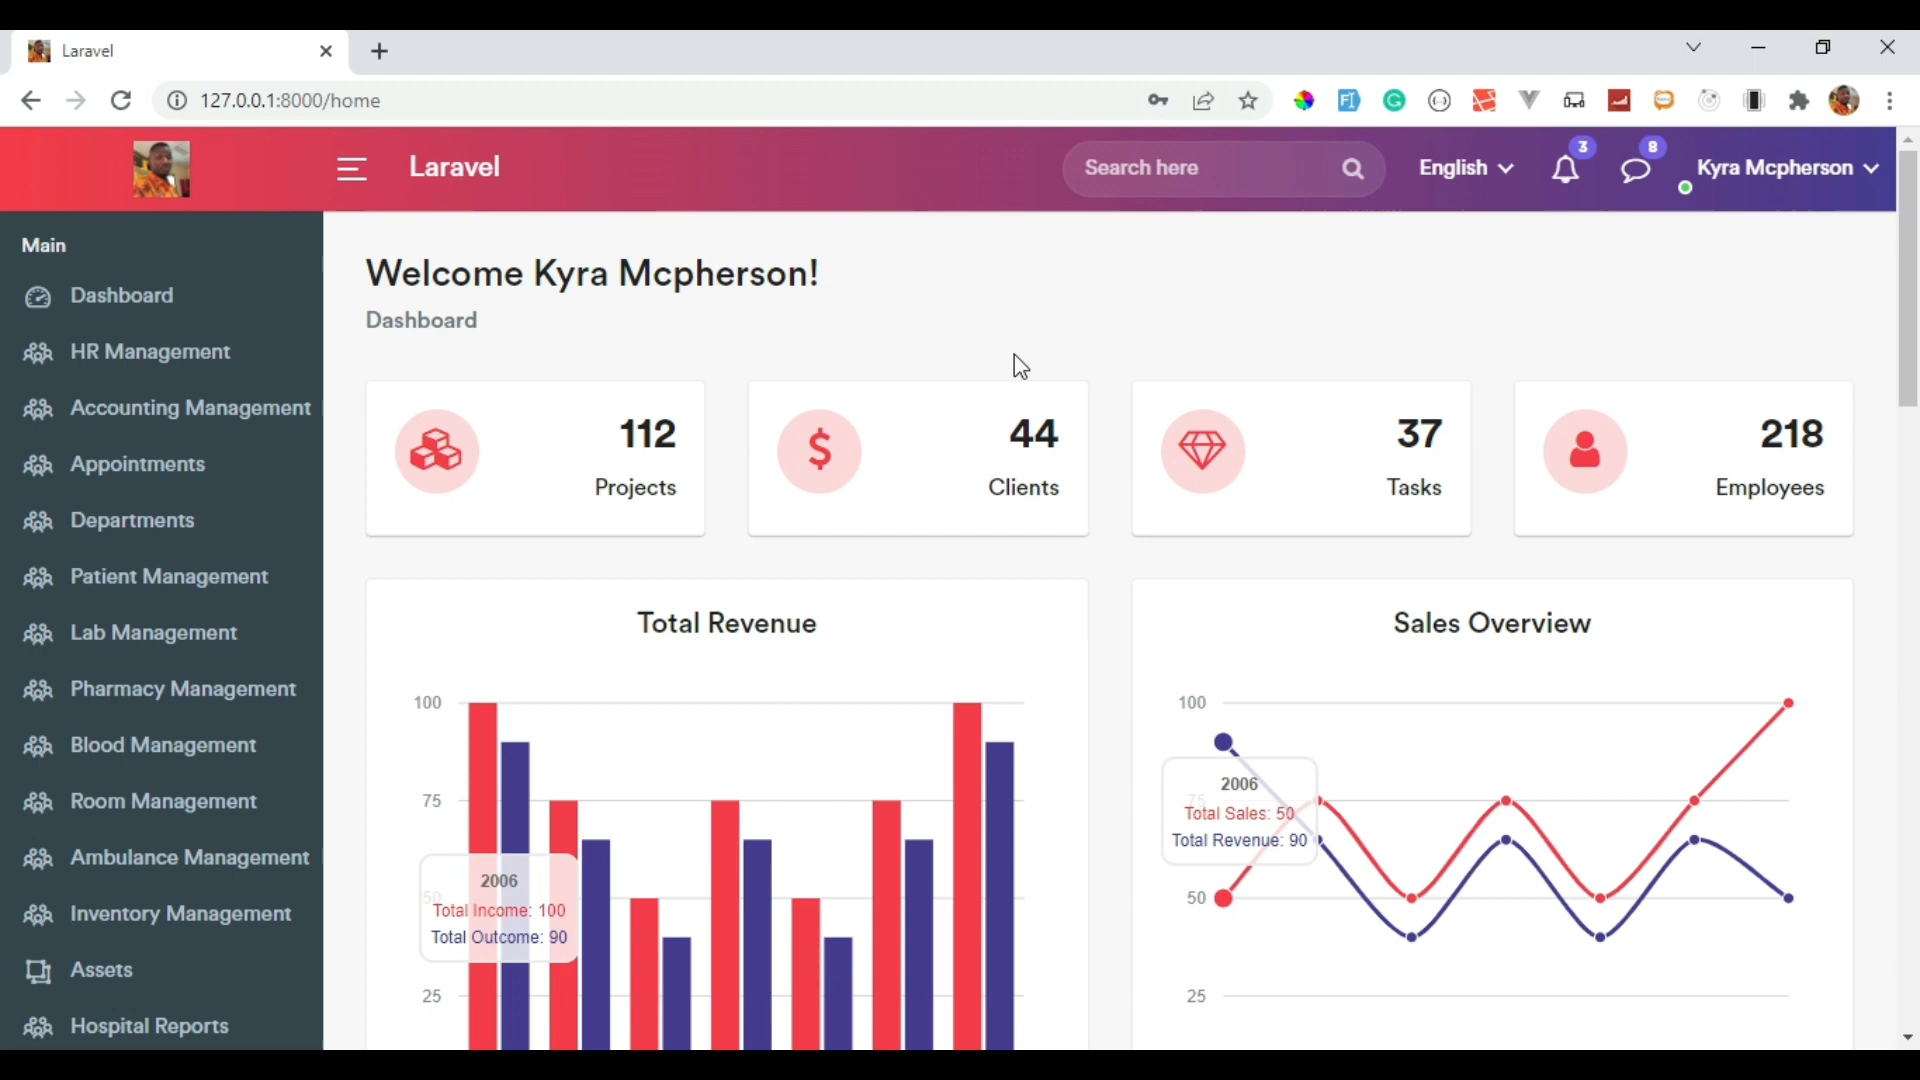 Laravel
127.0.0.1:8000/home
Laravel
Search here
English
3
8
Kyra Mcpherson
Main
Dashboard
HR Management
Accounting Management
Appointments
Departments
Patient Management
Lab Management
Pharmacy Management
Blood Management
Room Management
Ambulance Management
Inventory Management
Assets
Hospital Reports
Welcome Kyra Mcpherson!
Dashboard
112
Projects
44
Clients
37
Tasks
218
Employees
Total Revenue
100
75
50
25
2006
Total Income: 100
Total Outcome: 90
Sales Overview
100
75
50
25
2006
Total Sales: 50
Total Revenue: 90